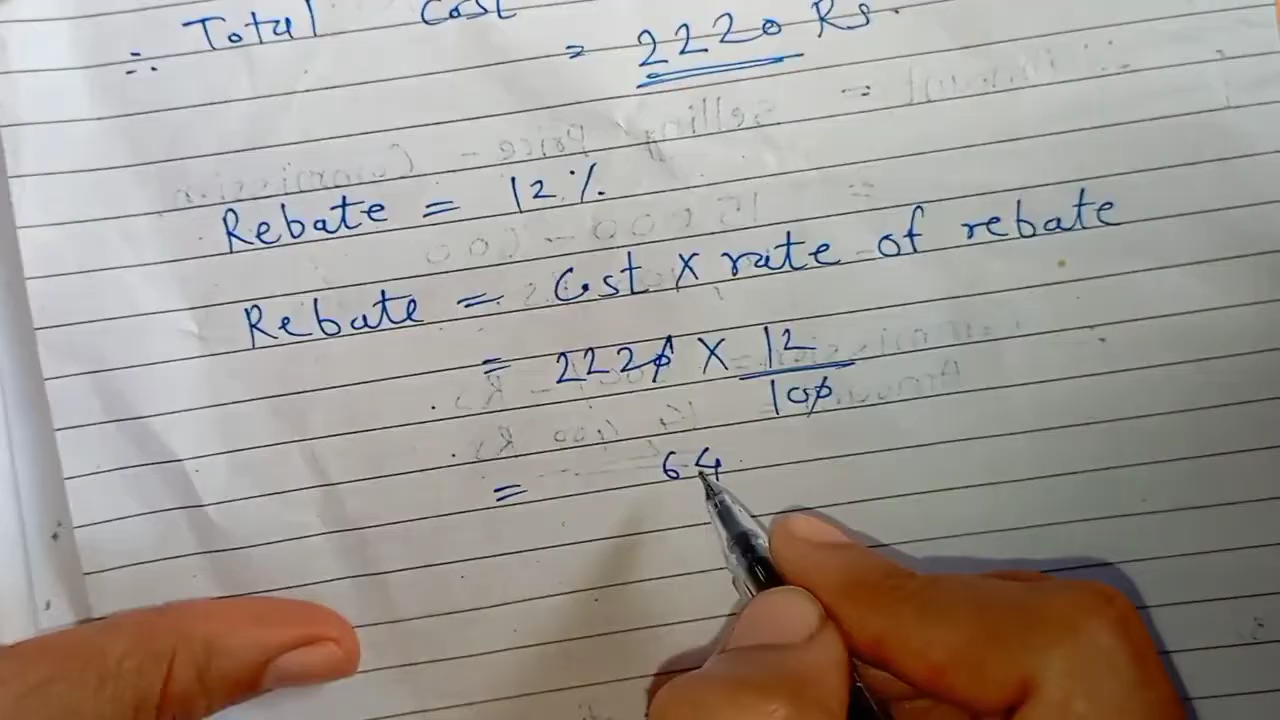 ∴ Total Cost
= 2220 Rs.
Rebate = 12%
Rebate = Cost X rate of rebate
= 2220 X 12/100
= 64